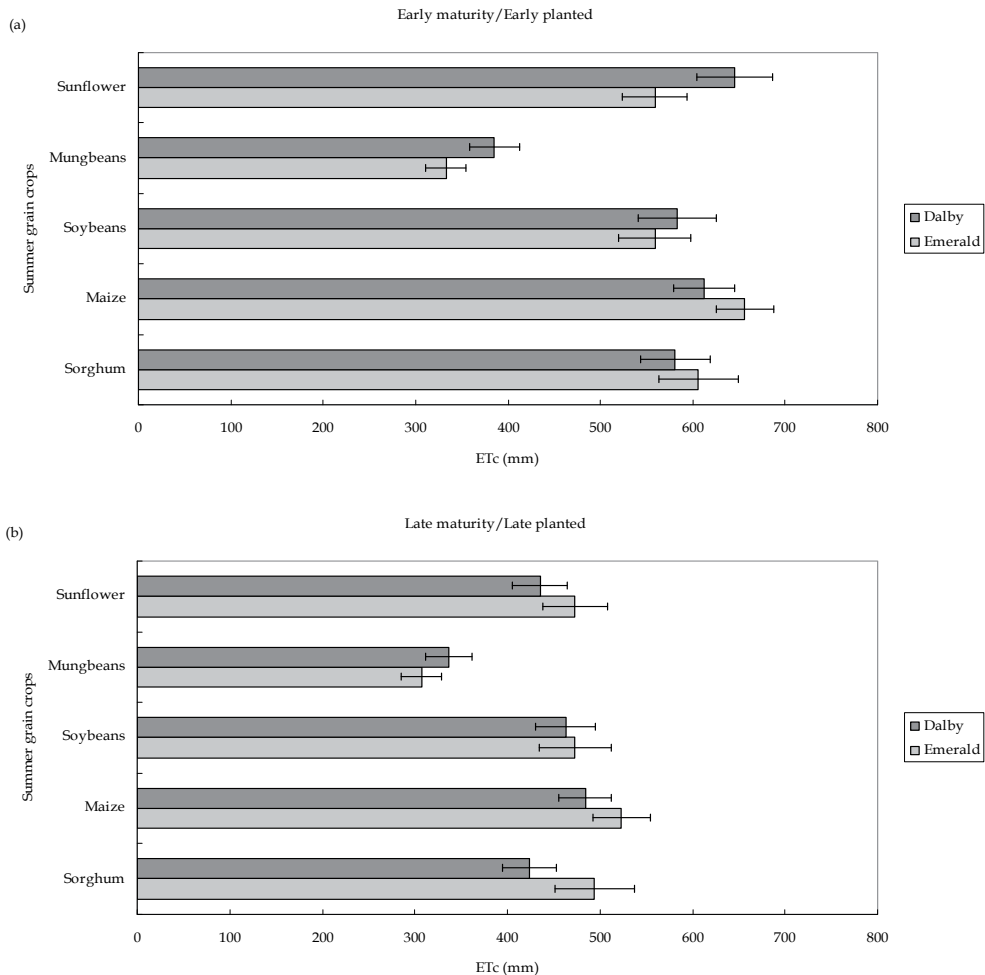 (a)
Early maturity/Early planted
Summer grain crops
Sunflower
Mungbeans
Soybeans
Maize
Sorghum
0 100 200 300 400 500 600 700 800
ETc (mm)
Dalby
Emerald
(b)
Late maturity/Late planted
Summer grain crops
Sunflower
Mungbeans
Soybeans
Maize
Sorghum
0 100 200 300 400 500 600 700 800
ETc (mm)
Dalby
Emerald